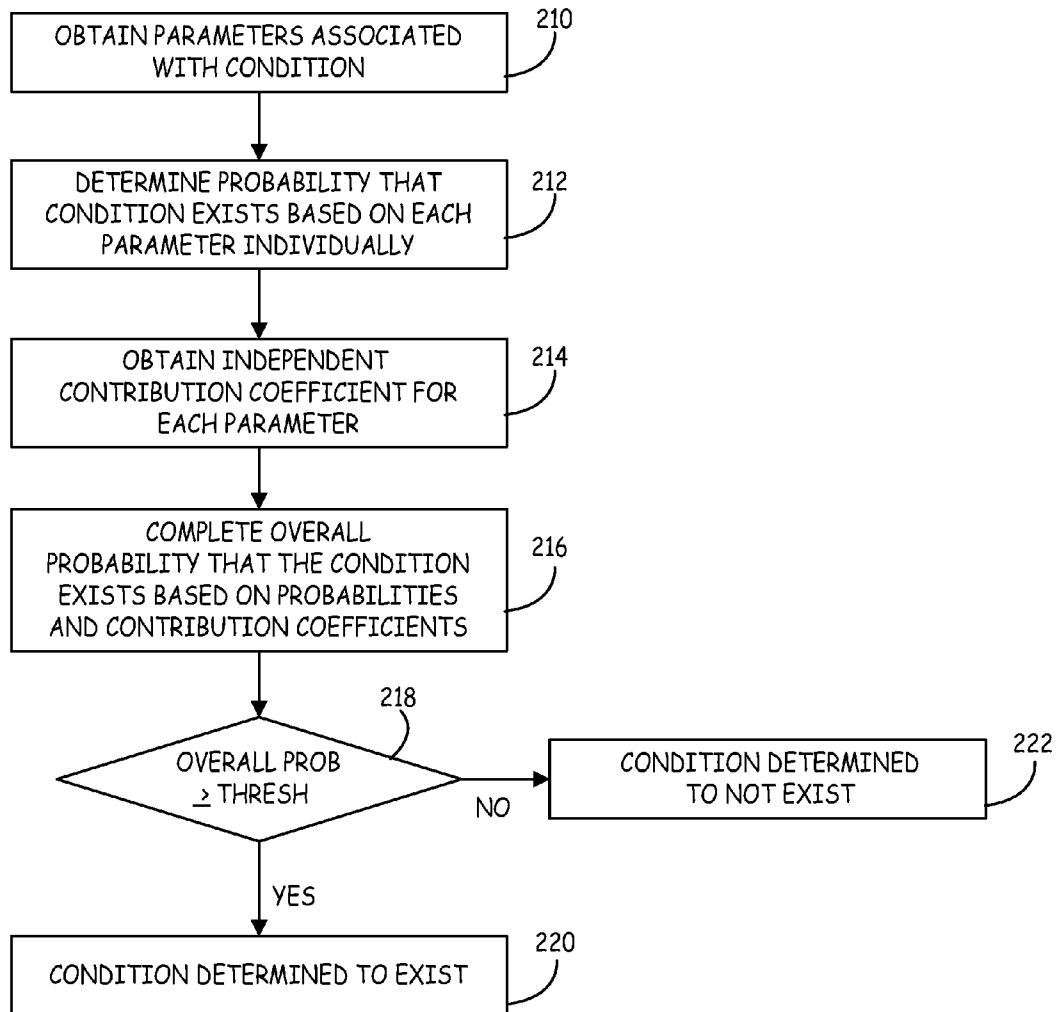 OBTAIN PARAMETERS ASSOCIATED
WITH CONDITION
210
DETERMINE PROBABILITY THAT
CONDITION EXISTS BASED ON EACH
PARAMETER INDIVIDUALLY
212
OBTAIN INDEPENDENT
CONTRIBUTION COEFFICIENT FOR
EACH PARAMETER
214
COMPLETE OVERALL
PROBABILITY THAT THE CONDITION
EXISTS BASED ON PROBABILITIES
AND CONTRIBUTION COEFFICIENTS
216
218
OVERALL PROB
≥ THRESH
NO
CONDITION DETERMINED
TO NOT EXIST
222
YES
CONDITION DETERMINED TO EXIST
220